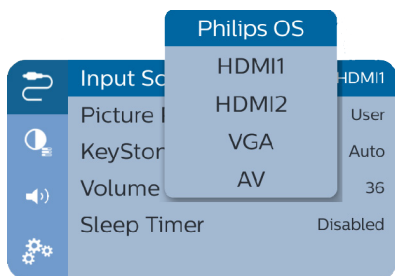 Philips OS
HDMI1
HDMI2
VGA
AV
Input So HDMI1
Picture User
KeySton Auto
Volume 36
Sleep Timer Disabled